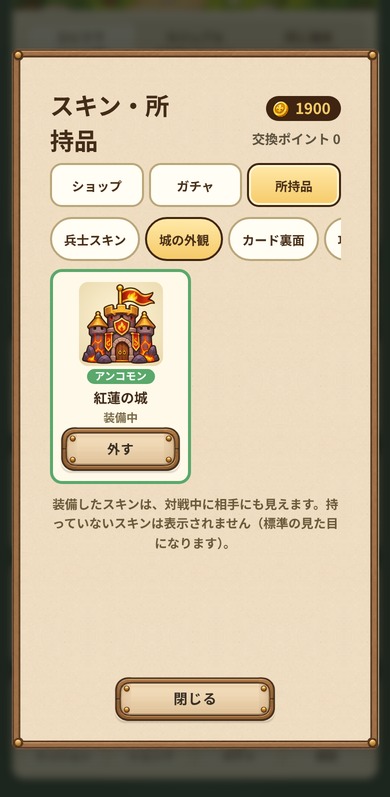 スキン・所
持品
1900
交換ポイント 0
ショップ
ガチャ
所持品
兵士スキン
城の外観
カード裏面
アンコモン
紅蓮の城
装備中
外す
装備したスキンは、対戦中に相手にも見えます。持
っていないスキンは表示されません（標準の見た目
になります）。
閉じる